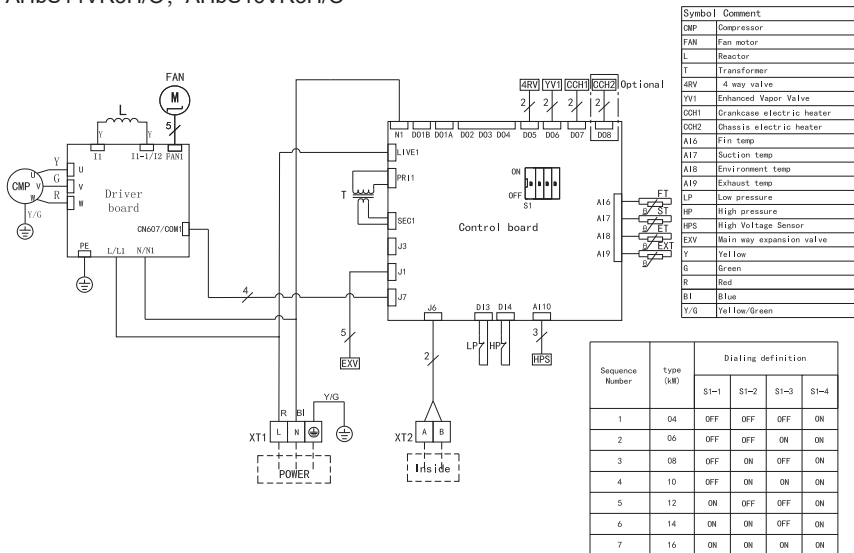 Symbol Comment
CMP Compressor
FAN Fan motor
L Reactor
T Transformer
4RV 4 way valve
YV1 Enhanced Vapor Valve
CCH1 Crankcase electric heater
CCH2 Chassis electric heater
AI6 Fin temp
AI7 Suction temp
AI8 Environment temp
AI9 Exhaust temp
LP Low pressure
HP High pressure
HPS High Voltage Sensor
EXV Main way expansion valve
Y Yellow
G Green
R Red
Bl Blue
Y/G Yellow/Green
FAN
M
5
L
Y Y
I1 I1-1/I2 FAN1
CMP
U V W
Y G R
U
V
W
Y/G
Driver
board
PE
CN607/COM1
L/L1 N/N1
4RV YV1 CCH1 CCH2 Optional
2 2 2 2
N1 DO1B DO1A DO2 DO3 DO4 DO5 DO6 DO7 DO8
LIVE1
PRI1
T
SEC1
J3
J1
J7
ON
OFF
S1
Control board
AI6 FT
AI7 ST
AI8 ET
AI9 EXT
J6 DI3 DI4 AI10
LP HP
3
HPS
4
5
EXV
2
R Bl Y/G
XT1 L N
POWER
XT2 A B
Inside
Sequence Number type (kW) Dialing definition
S1-1 S1-2 S1-3 S1-4
1 04 OFF OFF OFF ON
2 06 OFF OFF ON ON
3 08 OFF ON OFF ON
4 10 OFF ON ON ON
5 12 ON OFF OFF ON
6 14 ON ON OFF ON
7 16 ON ON ON ON